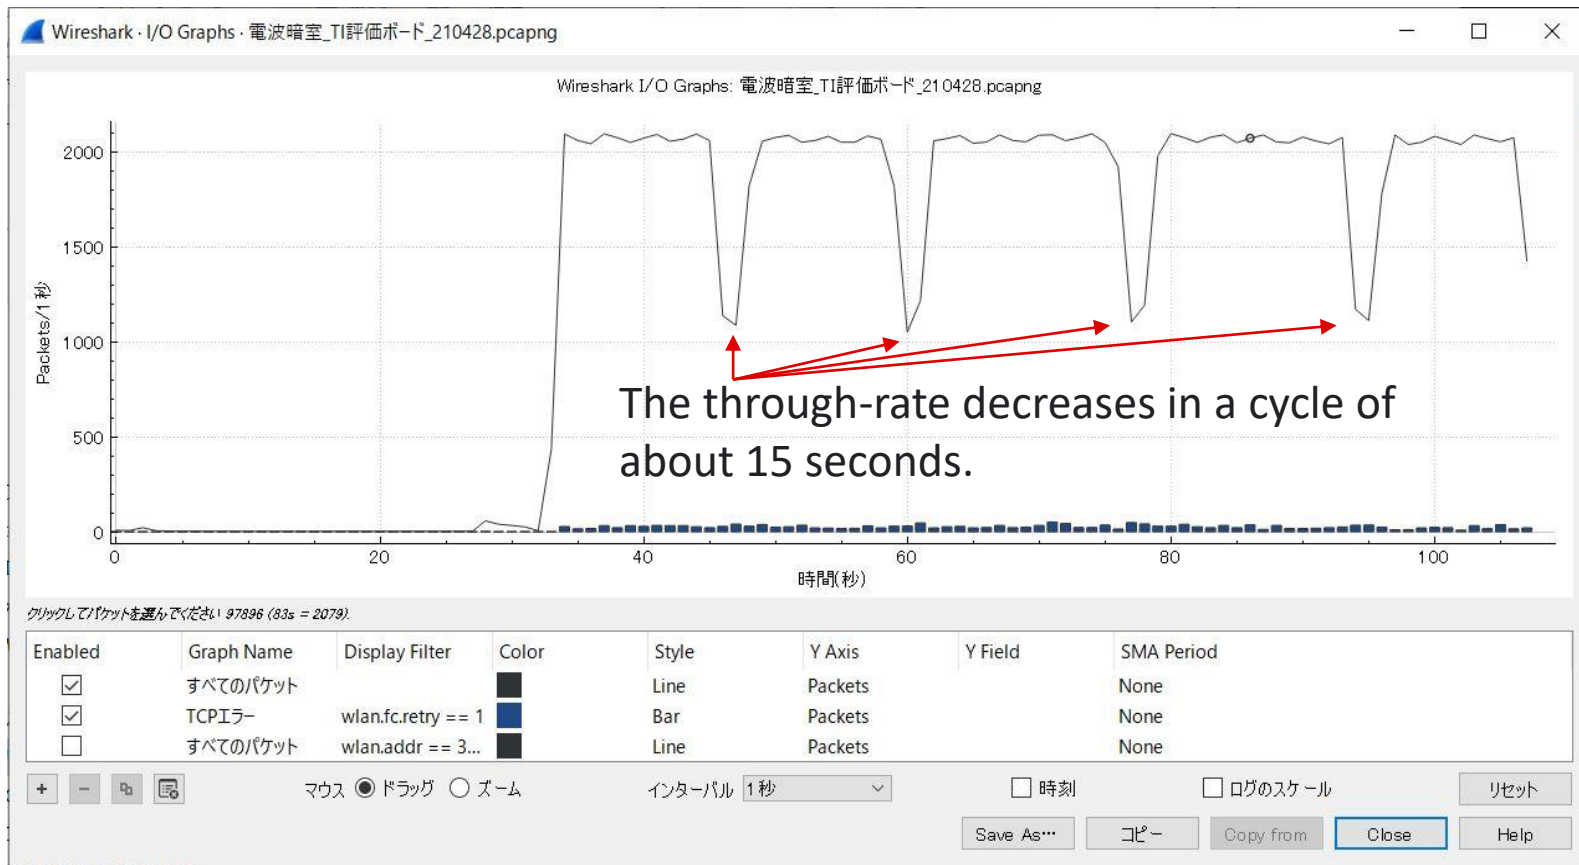 Wireshark · I/O Graphs · 電波暗室_TI評価ボード_210428.pcapng
Wireshark I/O Graphs: 電波暗室_TI評価ボード_210428.pcapng
Packets/1秒
2000
1500
1000
500
0
The through-rate decreases in a cycle of
about 15 seconds.
0 20 40 60 80 100
時間(秒)
クリックしてパケットを選んでください 97896 (83s = 2079).
Enabled Graph Name Display Filter Color Style Y Axis Y Field SMA Period
すべてのパケット Line Packets None
TCPエラー wlan.fc.retry == 1 Bar Packets None
すべてのパケット wlan.addr == 3... Line Packets None
+ − マウス ドラッグ ズーム インターバル 1秒 時刻 ログのスケール リセット
Save As… コピー Copy from Close Help